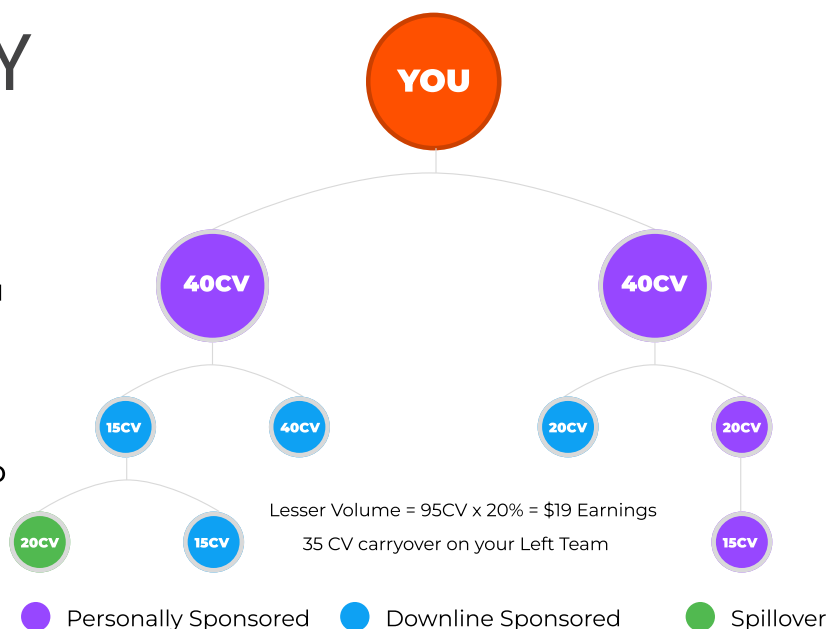 Y
YOU
40CV
40CV
15CV
40CV
20CV
20CV
20CV
15CV
15CV
Lesser Volume = 95CV x 20% = $19 Earnings
35 CV carryover on your Left Team
Personally Sponsored
Downline Sponsored
Spillover